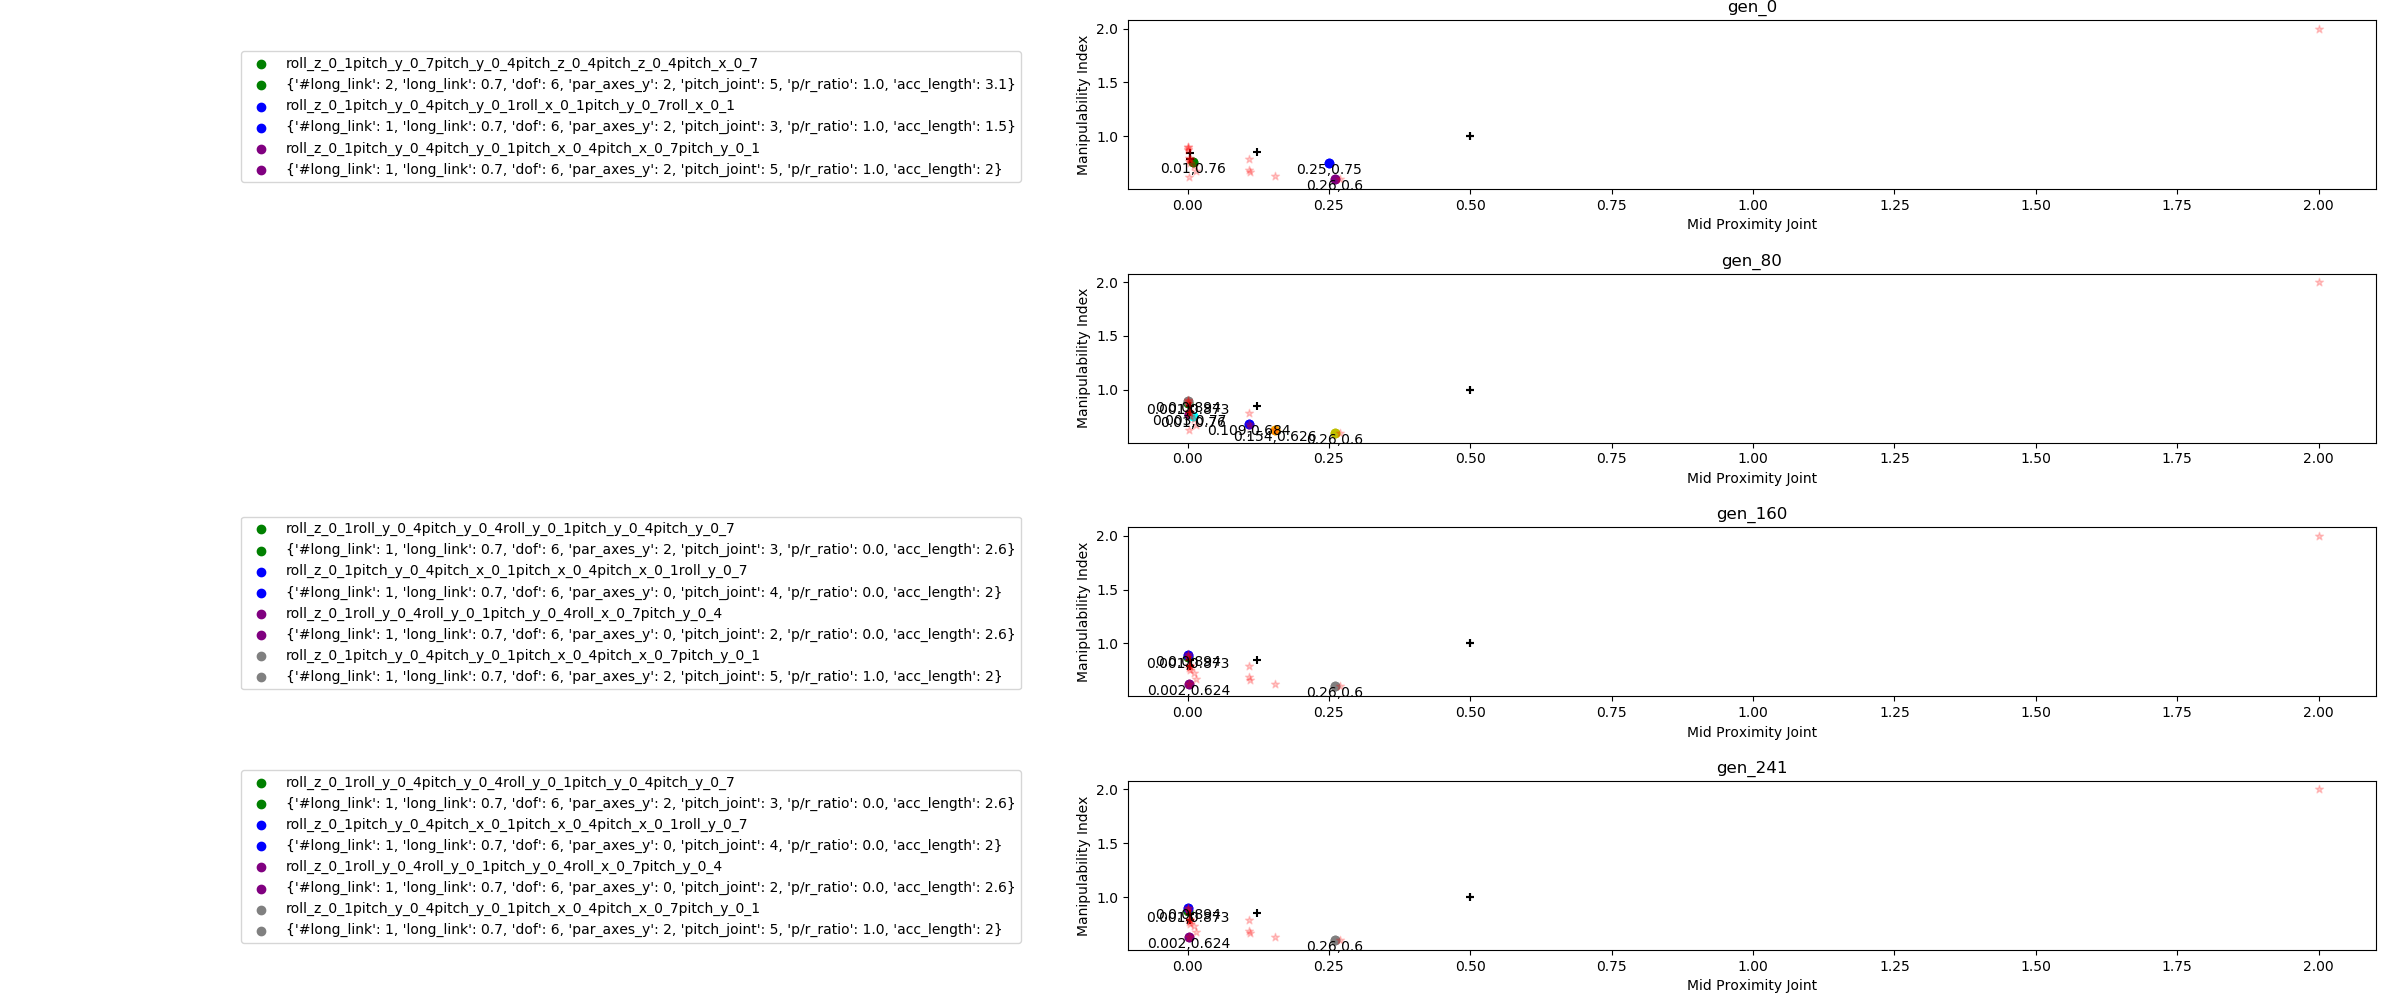 gen_0
roll_z_0_1pitch_y_0_7pitch_y_0_4pitch_z_0_4pitch_z_0_4pitch_x_0_7
{'#long_link': 2, 'long_link': 0.7, 'dof': 6, 'par_axes_y': 2, 'pitch_joint': 5, 'p/r_ratio': 1.0, 'acc_length': 3.1}
roll_z_0_1pitch_y_0_4pitch_y_0_1roll_x_0_1pitch_y_0_7roll_x_0_1
{'#long_link': 1, 'long_link': 0.7, 'dof': 6, 'par_axes_y': 2, 'pitch_joint': 3, 'p/r_ratio': 1.0, 'acc_length': 1.5}
roll_z_0_1pitch_y_0_4pitch_y_0_1pitch_x_0_4pitch_x_0_7pitch_y_0_1
{'#long_link': 1, 'long_link': 0.7, 'dof': 6, 'par_axes_y': 2, 'pitch_joint': 5, 'p/r_ratio': 1.0, 'acc_length': 2}
Manipulability Index
2.0
1.5
1.0
0.01,0.76
0.25,0.75
0.26,0.6
0.00 0.25 0.50 0.75 1.00 1.25 1.50 1.75 2.00
Mid Proximity Joint
gen_80
Manipulability Index
2.0
1.5
1.0
0.001,0.873
0.01,0.76
0.109,0.684
0.154,0.626
0.26,0.6
0.00 0.25 0.50 0.75 1.00 1.25 1.50 1.75 2.00
Mid Proximity Joint
gen_160
roll_z_0_1roll_y_0_4pitch_y_0_4roll_y_0_1pitch_y_0_4pitch_y_0_7
{'#long_link': 1, 'long_link': 0.7, 'dof': 6, 'par_axes_y': 2, 'pitch_joint': 3, 'p/r_ratio': 0.0, 'acc_length': 2.6}
roll_z_0_1pitch_y_0_4pitch_x_0_1pitch_x_0_4pitch_x_0_1roll_y_0_7
{'#long_link': 1, 'long_link': 0.7, 'dof': 6, 'par_axes_y': 0, 'pitch_joint': 4, 'p/r_ratio': 0.0, 'acc_length': 2}
roll_z_0_1roll_y_0_4roll_y_0_1pitch_y_0_4roll_x_0_7pitch_y_0_4
{'#long_link': 1, 'long_link': 0.7, 'dof': 6, 'par_axes_y': 0, 'pitch_joint': 2, 'p/r_ratio': 0.0, 'acc_length': 2.6}
roll_z_0_1pitch_y_0_4pitch_y_0_1pitch_x_0_4pitch_x_0_7pitch_y_0_1
{'#long_link': 1, 'long_link': 0.7, 'dof': 6, 'par_axes_y': 2, 'pitch_joint': 5, 'p/r_ratio': 1.0, 'acc_length': 2}
Manipulability Index
2.0
1.5
1.0
0.001,0.873
0.002,0.624
0.26,0.6
0.00 0.25 0.50 0.75 1.00 1.25 1.50 1.75 2.00
Mid Proximity Joint
gen_241
roll_z_0_1roll_y_0_4pitch_y_0_4roll_y_0_1pitch_y_0_4pitch_y_0_7
{'#long_link': 1, 'long_link': 0.7, 'dof': 6, 'par_axes_y': 2, 'pitch_joint': 3, 'p/r_ratio': 0.0, 'acc_length': 2.6}
roll_z_0_1pitch_y_0_4pitch_x_0_1pitch_x_0_4pitch_x_0_1roll_y_0_7
{'#long_link': 1, 'long_link': 0.7, 'dof': 6, 'par_axes_y': 0, 'pitch_joint': 4, 'p/r_ratio': 0.0, 'acc_length': 2}
roll_z_0_1roll_y_0_4roll_y_0_1pitch_y_0_4roll_x_0_7pitch_y_0_4
{'#long_link': 1, 'long_link': 0.7, 'dof': 6, 'par_axes_y': 0, 'pitch_joint': 2, 'p/r_ratio': 0.0, 'acc_length': 2.6}
roll_z_0_1pitch_y_0_4pitch_y_0_1pitch_x_0_4pitch_x_0_7pitch_y_0_1
{'#long_link': 1, 'long_link': 0.7, 'dof': 6, 'par_axes_y': 2, 'pitch_joint': 5, 'p/r_ratio': 1.0, 'acc_length': 2}
Manipulability Index
2.0
1.5
1.0
0.001,0.873
0.002,0.624
0.26,0.6
0.00 0.25 0.50 0.75 1.00 1.25 1.50 1.75 2.00
Mid Proximity Joint